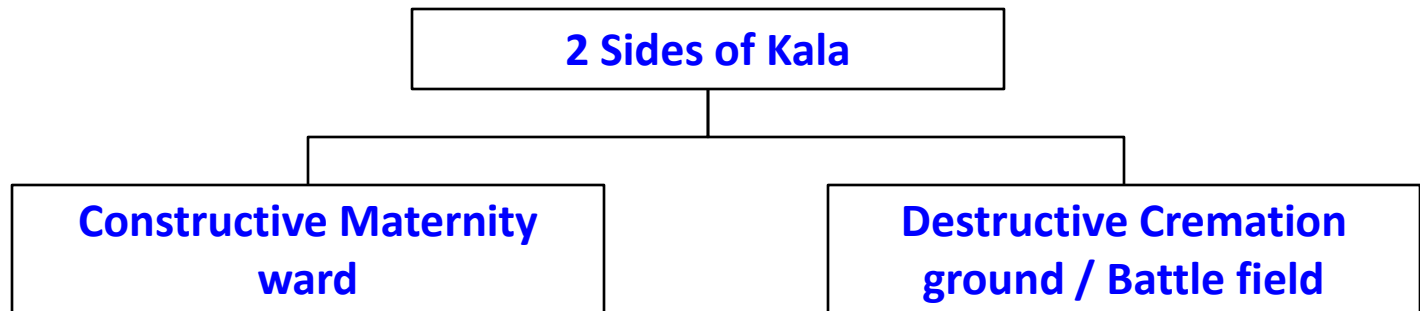 2 Sides of Kala
Constructive Maternity
ward
Destructive Cremation
ground / Battle field